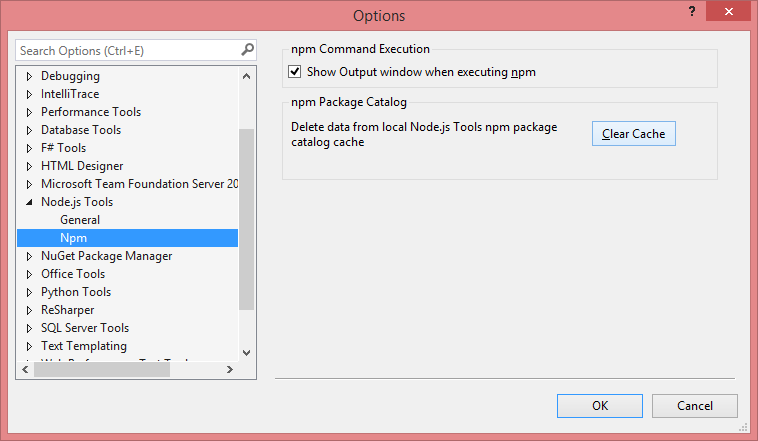 Options
?
Search Options (Ctrl+E)
Debugging
IntelliTrace
Performance Tools
Database Tools
F# Tools
HTML Designer
Microsoft Team Foundation Server 20
Node.js Tools
General
Npm
NuGet Package Manager
Office Tools
Python Tools
ReSharper
SQL Server Tools
Text Templating
npm Command Execution
Show Output window when executing npm
npm Package Catalog
Delete data from local Node.js Tools npm package
catalog cache
Clear Cache
OK
Cancel